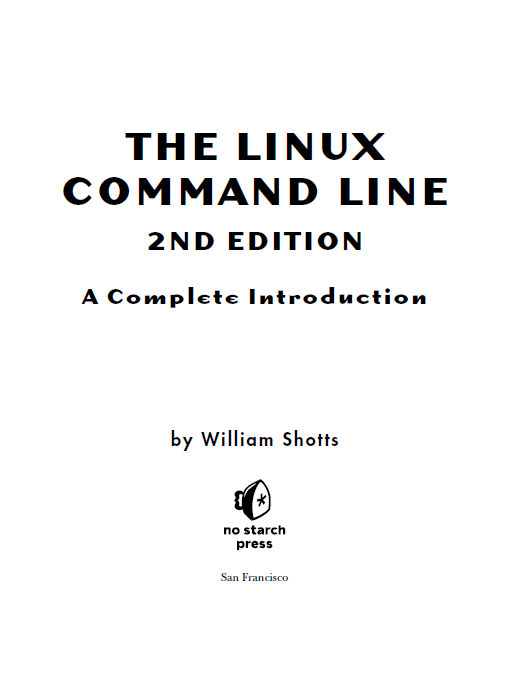 THE LINUX
COMMAND LINE
2ND EDITION
A Complete Introduction
by William Shotts
no starch
press
San Francisco